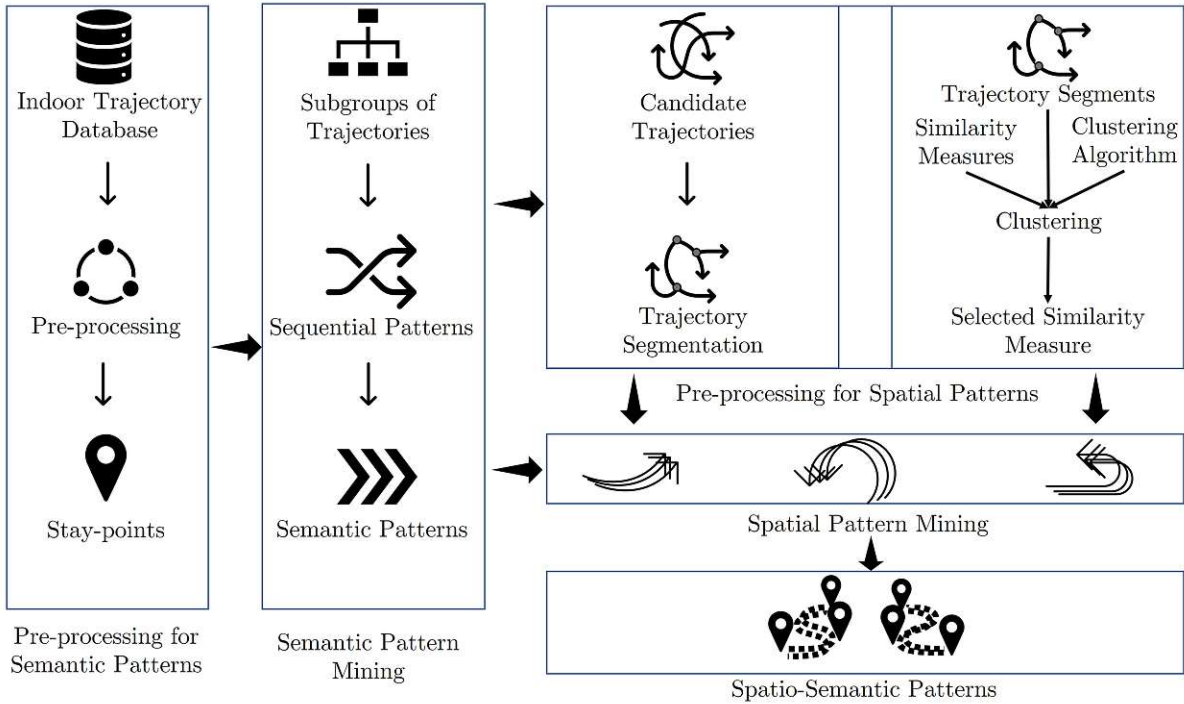 Indoor Trajectory
Database
Pre-processing
Stay-points
Pre-processing for
Semantic Patterns
Subgroups of
Trajectories
Sequential Patterns
Semantic Patterns
Semantic Pattern
Mining
Candidate
Trajectories
Trajectory
Segmentation
Trajectory Segments
Similarity
Measures
Clustering
Algorithm
Clustering
Selected Similarity
Measure
Pre-processing for Spatial Patterns
Spatial Pattern Mining
Spatio-Semantic Patterns